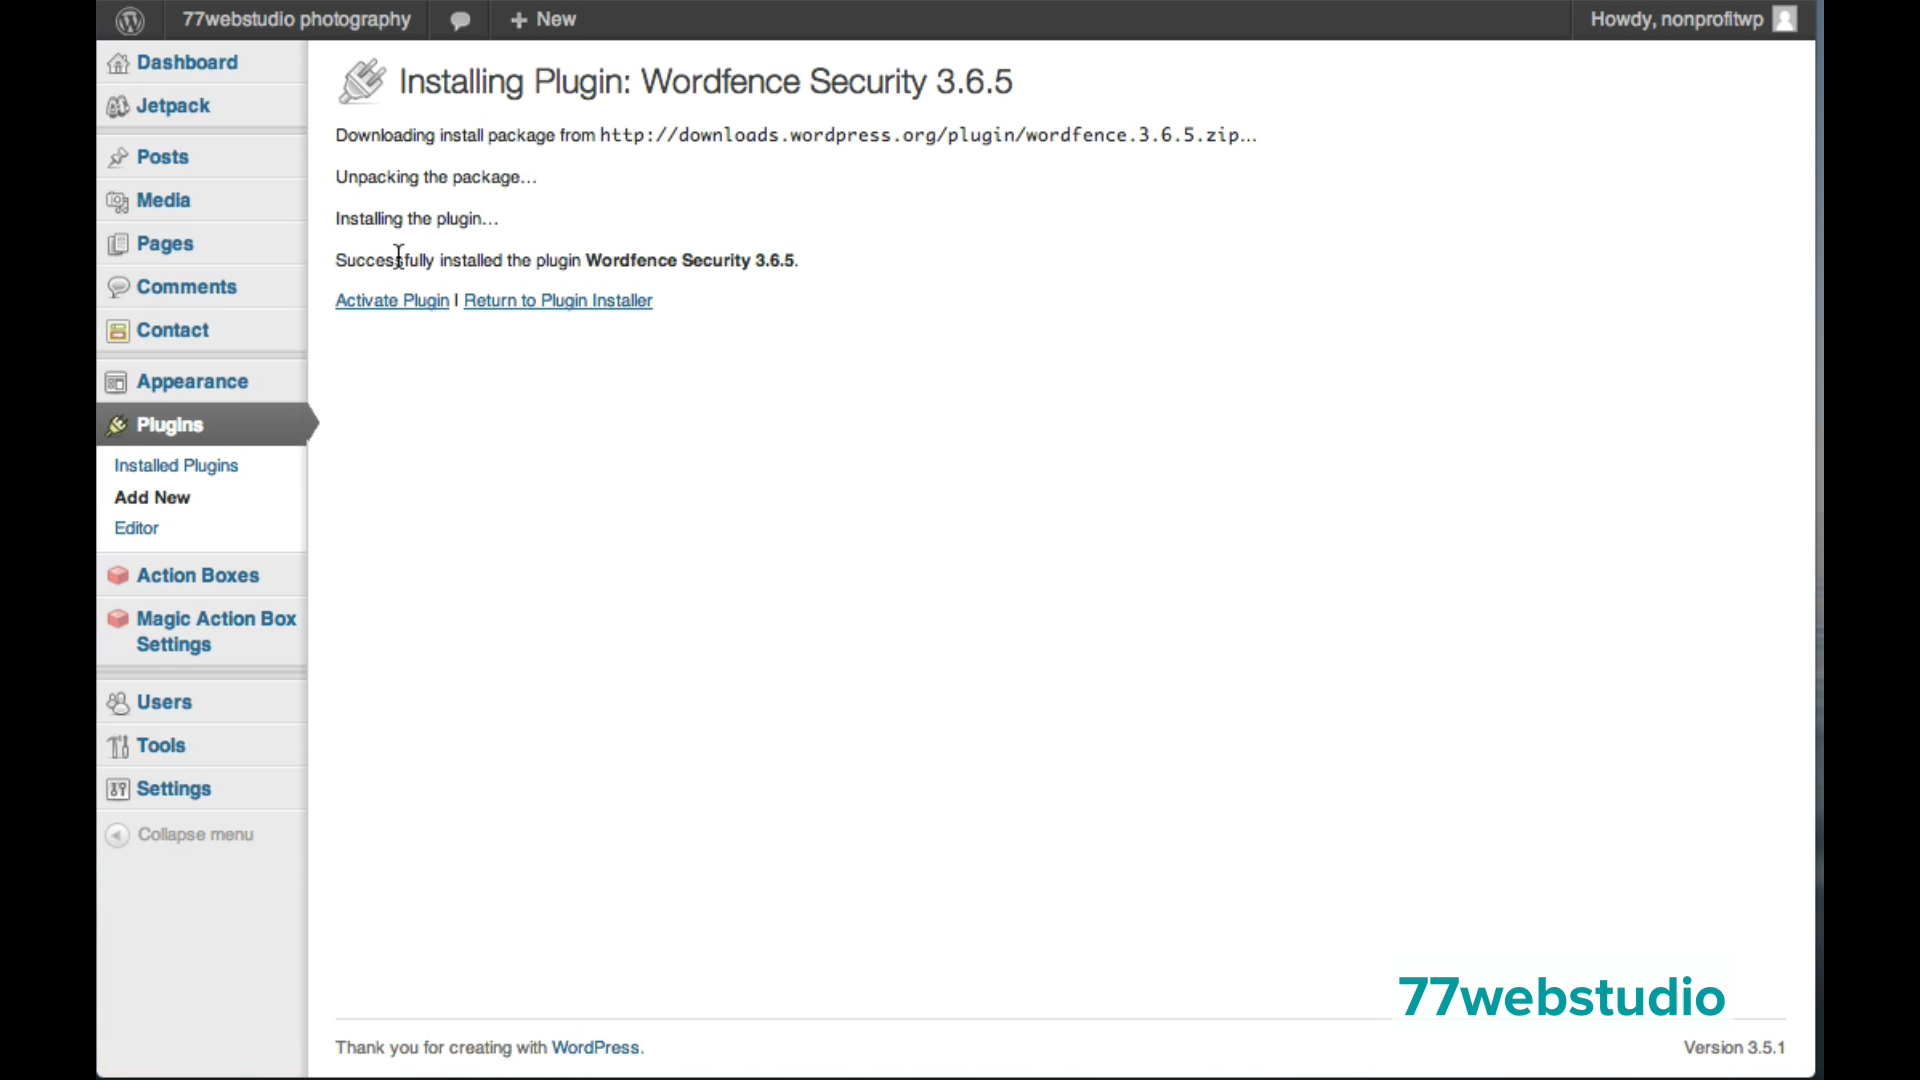 77webstudio photography
New
Howdy, nonprofitwp
Dashboard
Jetpack
Posts
Media
Pages
Comments
Contact
Appearance
Plugins
Installed Plugins
Add New
Editor
Action Boxes
Magic Action Box
Settings
Users
Tools
Settings
Collapse menu
Installing Plugin: Wordfence Security 3.6.5
Downloading install package from http://downloads.wordpress.org/plugin/wordfence.3.6.5.zip…
Unpacking the package…
Installing the plugin…
Successfully installed the plugin Wordfence Security 3.6.5.
Activate Plugin | Return to Plugin Installer
77webstudio
Thank you for creating with WordPress.
Version 3.5.1